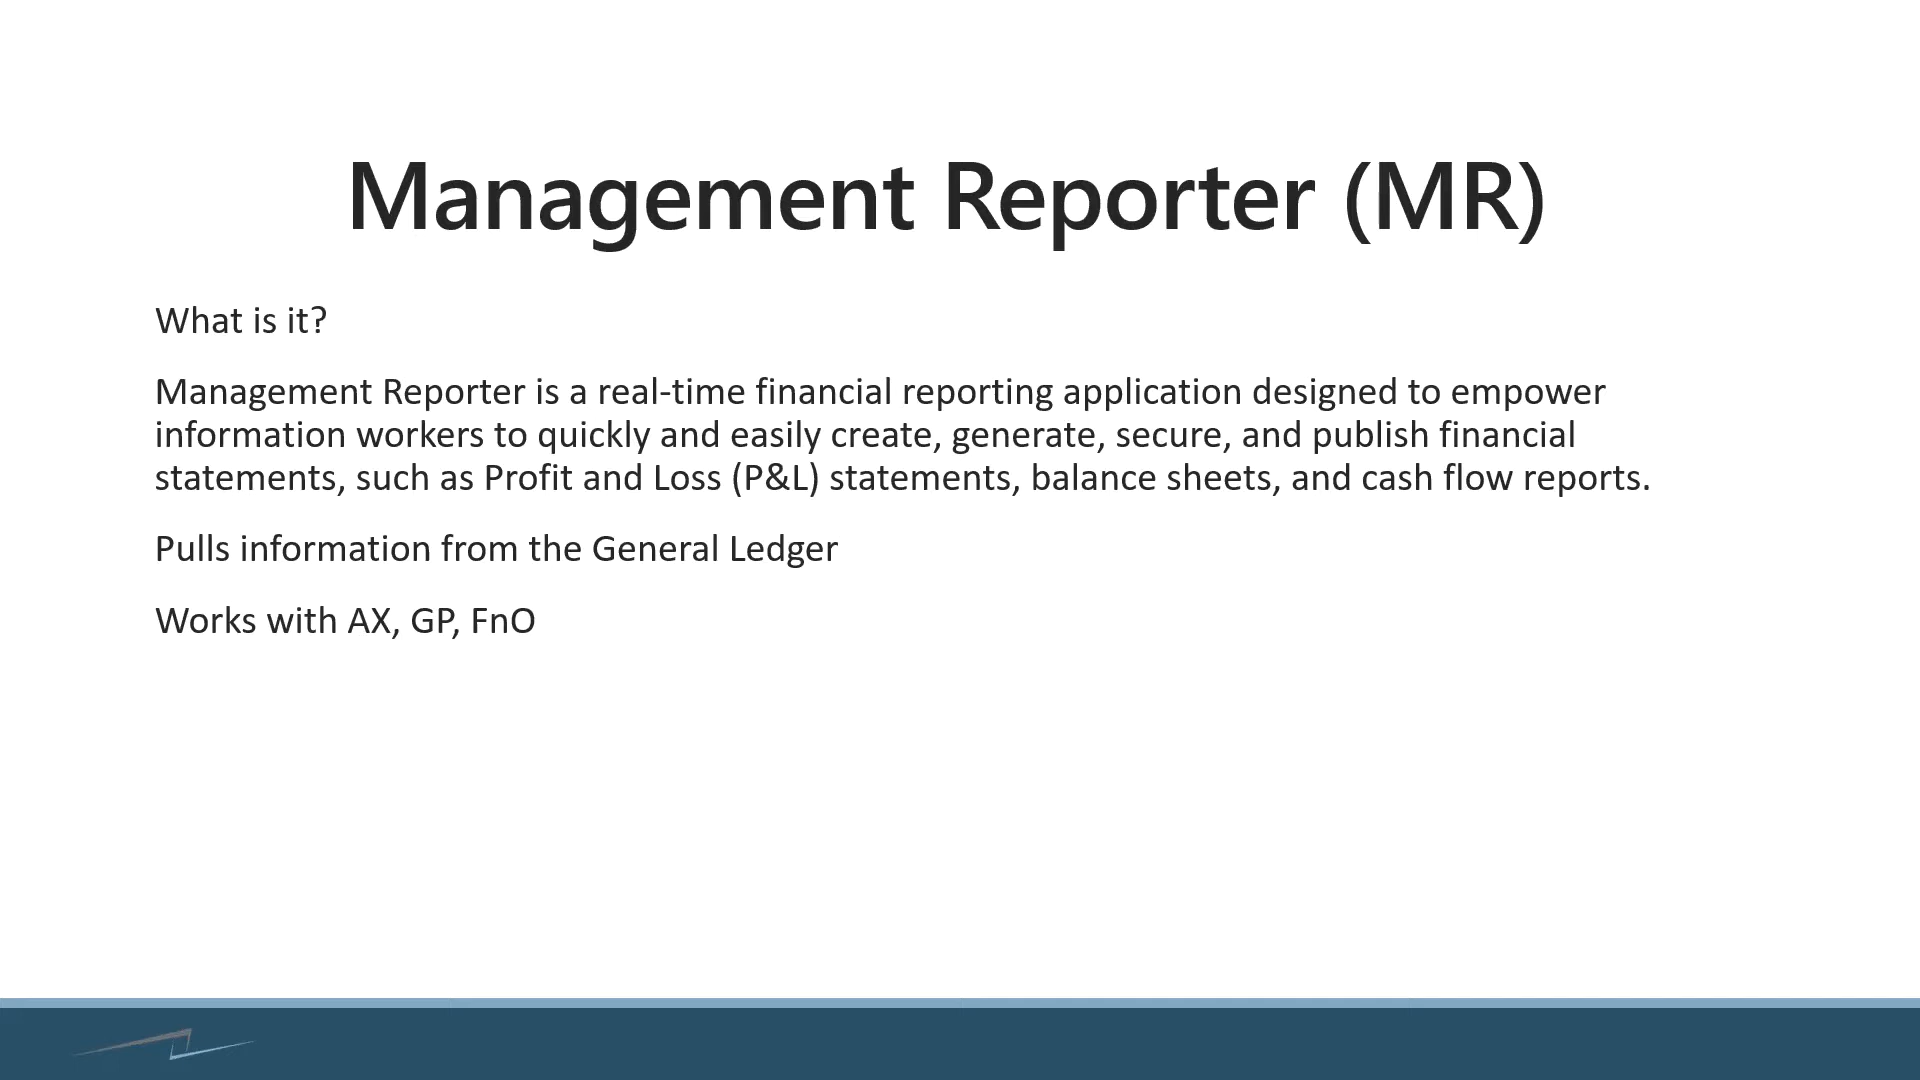 Management Reporter (MR)
What is it?
Management Reporter is a real-time financial reporting application designed to empower
information workers to quickly and easily create, generate, secure, and publish financial
statements, such as Profit and Loss (P&L) statements, balance sheets, and cash flow reports.
Pulls information from the General Ledger
Works with AX, GP, FnO